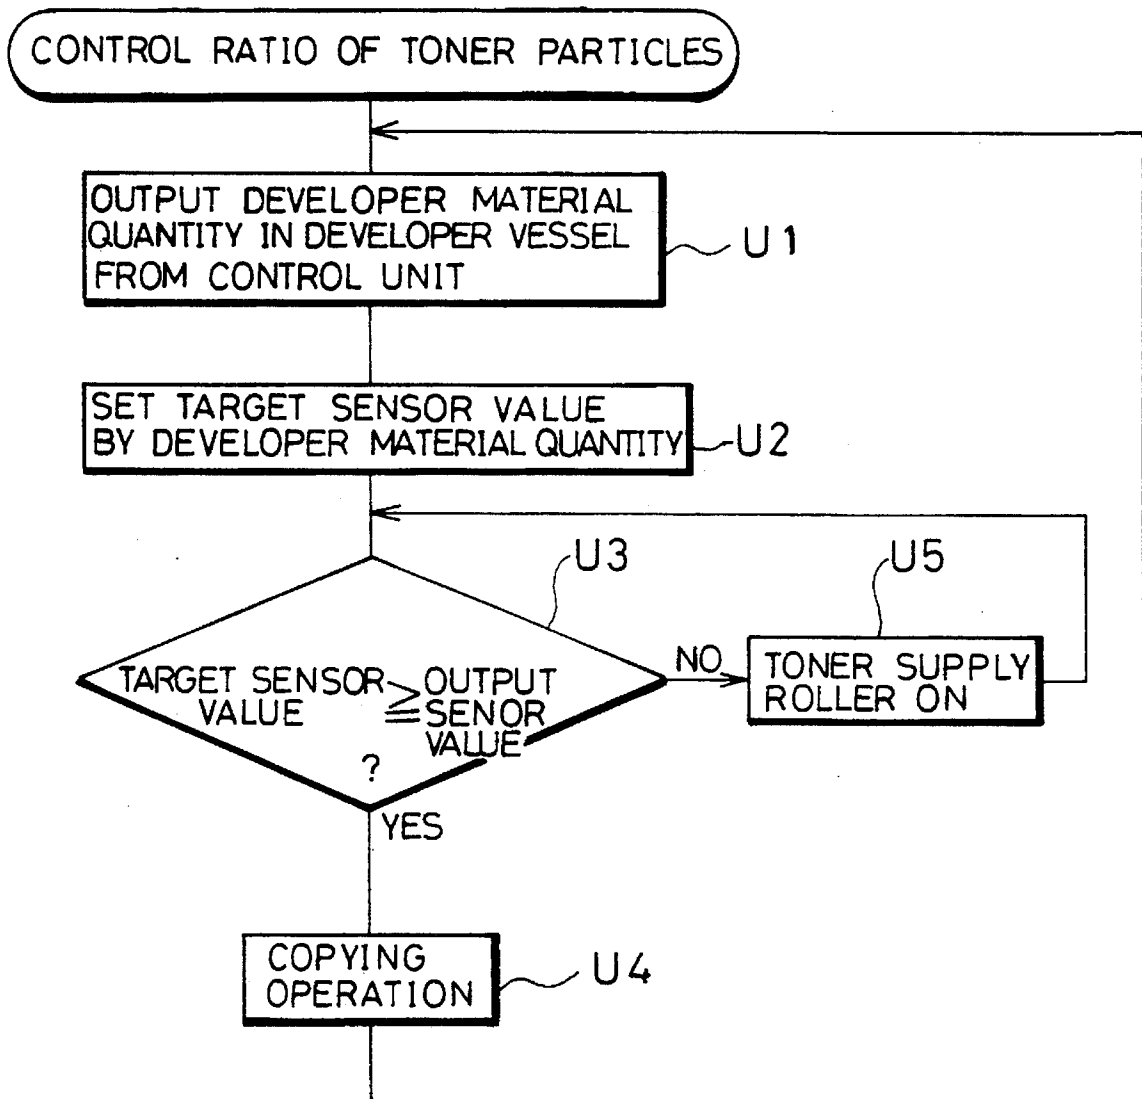 CONTROL RATIO OF TONER PARTICLES
OUTPUT DEVELOPER MATERIAL
QUANTITY IN DEVELOPER VESSEL
FROM CONTROL UNIT
U1
SET TARGET SENSOR VALUE
BY DEVELOPER MATERIAL QUANTITY
U2
U3
TARGET SENSOR ≧ OUTPUT
VALUE SENOR
VALUE
?
NO
YES
U5
TONER SUPPLY
ROLLER ON
COPYING
OPERATION
U4